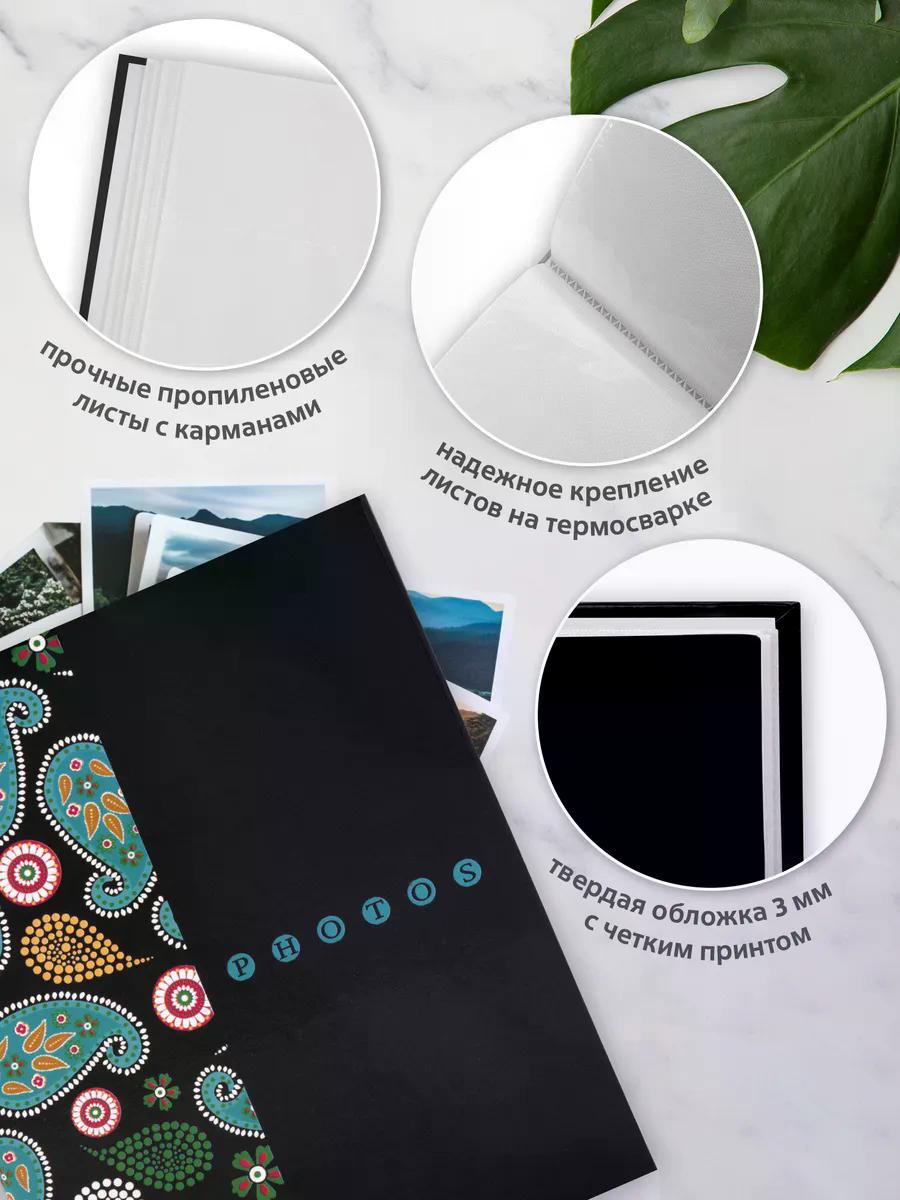 прочные пропиленовые
листы с карманами
надежное крепление
листов на термосварке
твердая обложка 3 мм
с четким принтом
PHOTOS